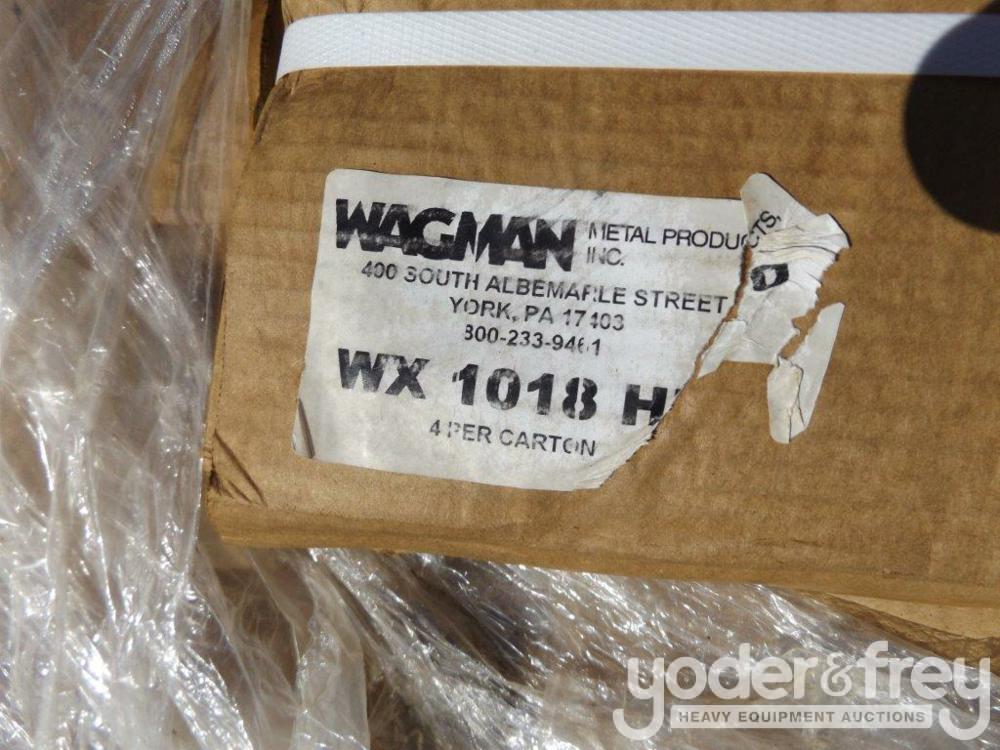 WAGMAN METAL PRODUCTS,
INC.
400 SOUTH ALBEMARLE STREET
YORK, PA 17403
800-233-9461
WX 1018
4 PER CARTON
yoder&frey
HEAVY EQUIPMENT AUCTIONS